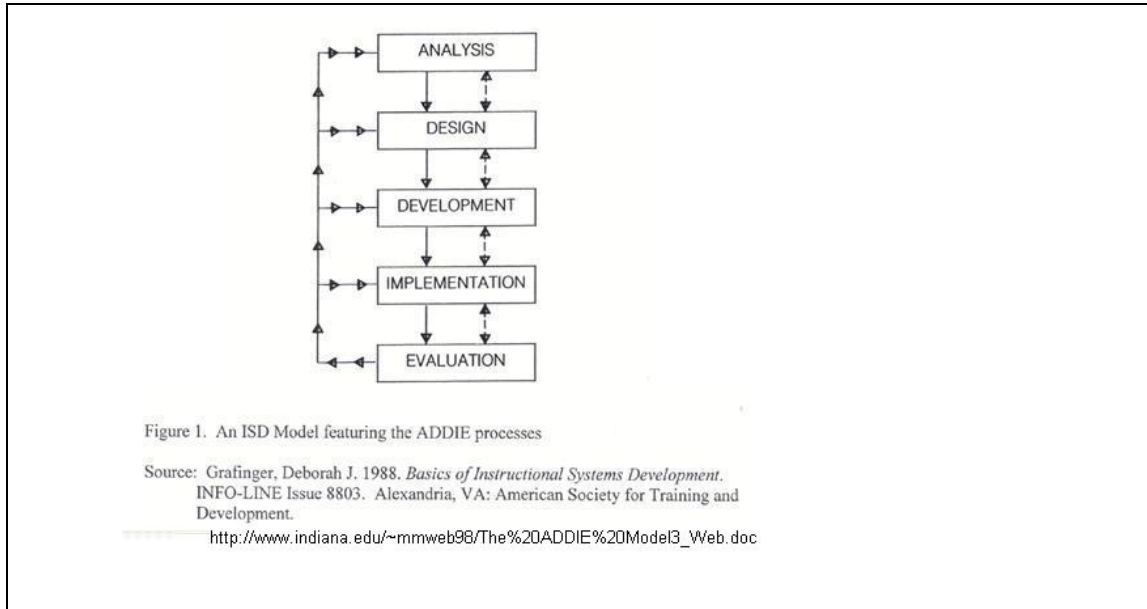 ANALYSIS
DESIGN
DEVELOPMENT
IMPLEMENTATION
EVALUATION
Figure 1. An ISD Model featuring the ADDIE processes
Source: Grafinger, Deborah J. 1988. Basics of Instructional Systems Development.
INFO-LINE Issue 8803. Alexandria, VA: American Society for Training and
Development.
http://www.indiana.edu/~mmweb98/The%20ADDIE%20Model3_Web.doc